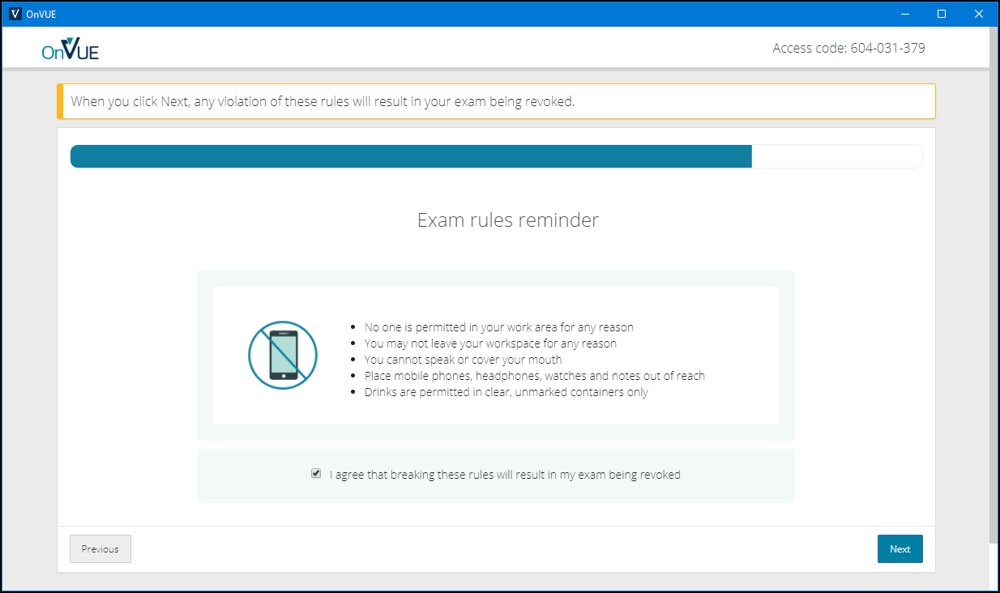 OnVUE
OnVUE
Access code: 604-031-379
When you click Next, any violation of these rules will result in your exam being revoked.
Exam rules reminder
No one is permitted in your work area for any reason
You may not leave your workspace for any reason
You cannot speak or cover your mouth
Place mobile phones, headphones, watches and notes out of reach
Drinks are permitted in clear, unmarked containers only
I agree that breaking these rules will result in my exam being revoked
Previous
Next